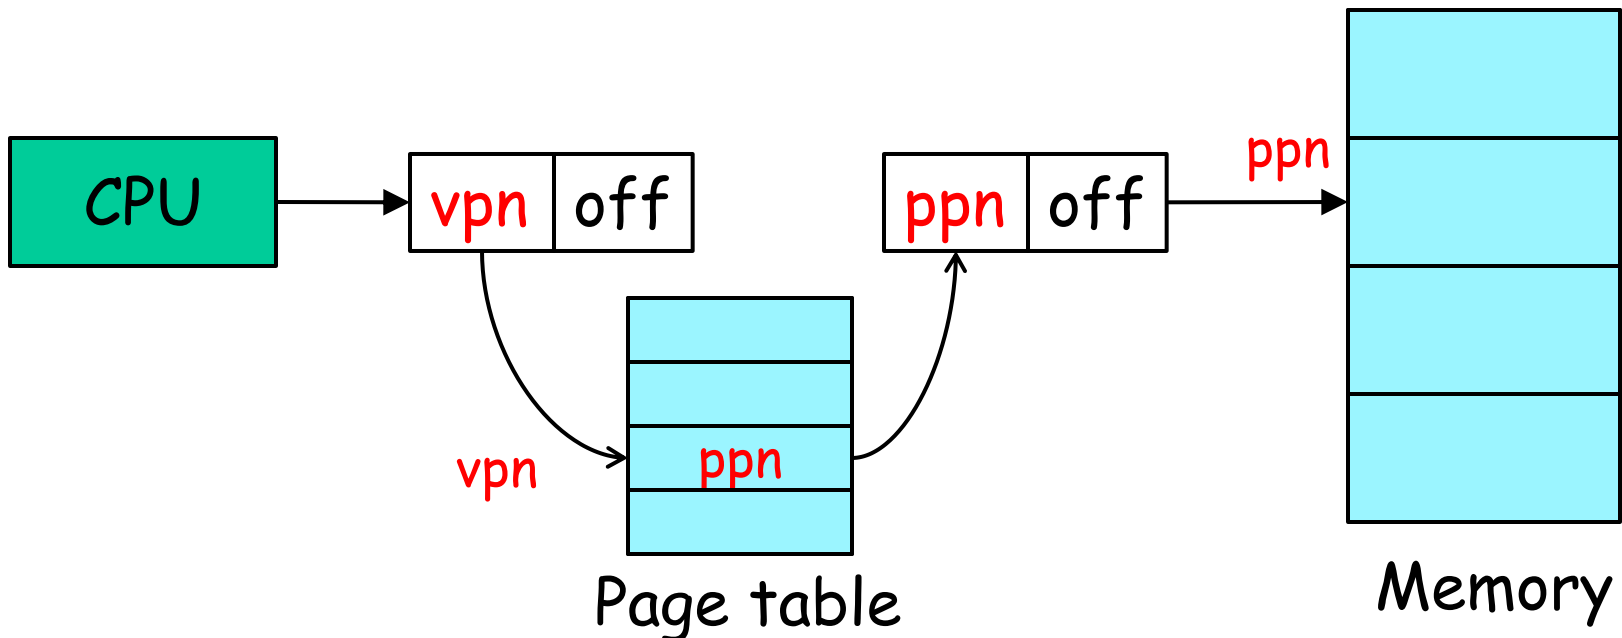 CPU
vpn
off
ppn
off
ppn
vpn
ppn
Page table
Memory